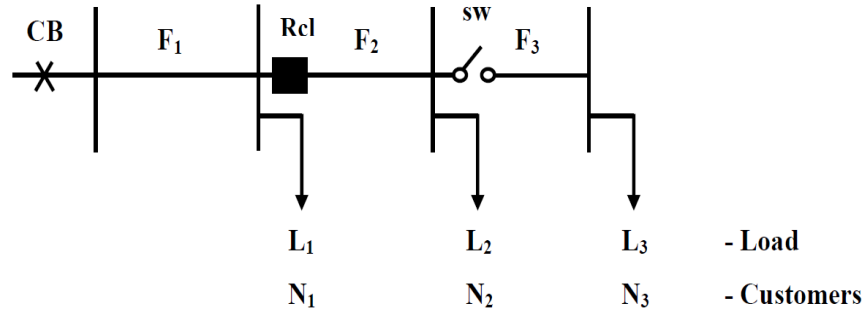 CB F₁ Rcl F₂ sw F₃
L₁ L₂ L₃ - Load
N₁ N₂ N₃ - Customers